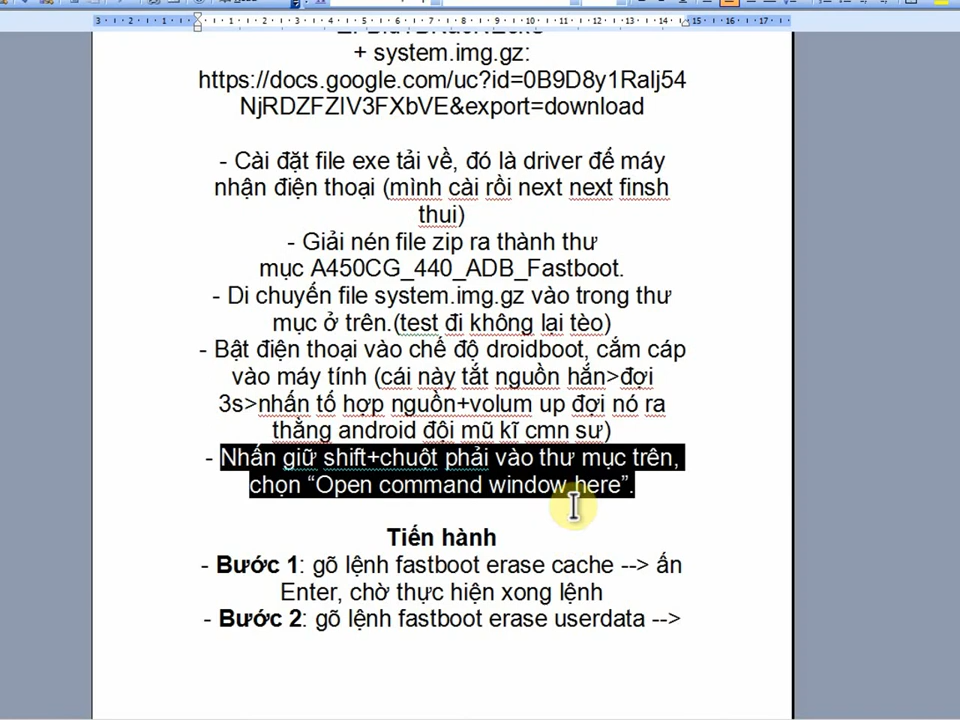 + system.img.gz:
https://docs.google.com/uc?id=0B9D8y1Ralj54
NjRDZFZIV3FXbVE&export=download
- Cài đặt file exe tải về, đó là driver để máy
nhận điện thoại (mình cài rồi next next finsh
thui)
- Giải nén file zip ra thành thư
mục A450CG_440_ADB_Fastboot.
- Di chuyển file system.img.gz vào trong thư
mục ở trên.(test đi không lại tèo)
- Bật điện thoại vào chế độ droidboot, cắm cáp
vào máy tính (cái này tắt nguồn hẳn>đợi
3s>nhấn tổ hợp nguồn+volum up đợi nó ra
thằng android đội mũ kĩ cmn sư)
- Nhấn giữ shift+chuột phải vào thư mục trên,
chọn “Open command window here”.
Tiến hành
- Bước 1: gõ lệnh fastboot erase cache --> ấn
Enter, chờ thực hiện xong lệnh
- Bước 2: gõ lệnh fastboot erase userdata -->